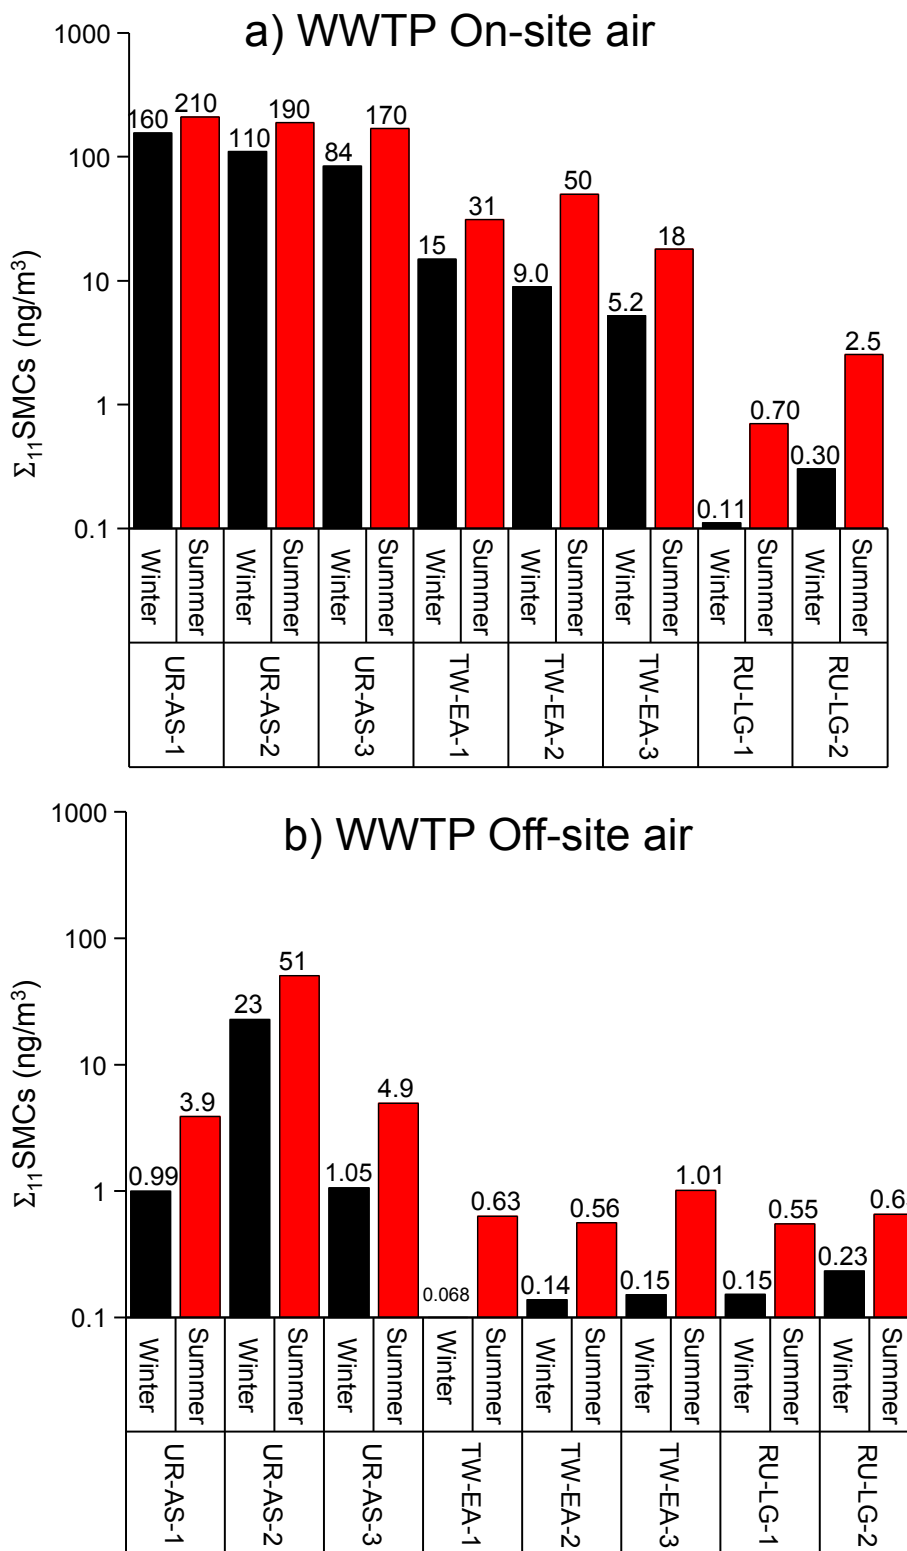 a) WWTP On-site air
Σ₁₁SMCs (ng/m³)
1000
100
10
1
0.1
160 210 110 190 84 170 15 31 9.0 50 5.2 18 0.11 0.70 0.30 2.5
Winter Summer Winter Summer Winter Summer Winter Summer Winter Summer Winter Summer Winter Summer Winter Summer
UR-AS-1 UR-AS-2 UR-AS-3 TW-EA-1 TW-EA-2 TW-EA-3 RU-LG-1 RU-LG-2
b) WWTP Off-site air
Σ₁₁SMCs (ng/m³)
1000
100
10
1
0.1
0.99 3.9 23 51 1.05 4.9 0.068 0.63 0.14 0.56 0.15 1.01 0.15 0.55 0.23
Winter Summer Winter Summer Winter Summer Winter Summer Winter Summer Winter Summer Winter Summer Winter Summer
UR-AS-1 UR-AS-2 UR-AS-3 TW-EA-1 TW-EA-2 TW-EA-3 RU-LG-1 RU-LG-2